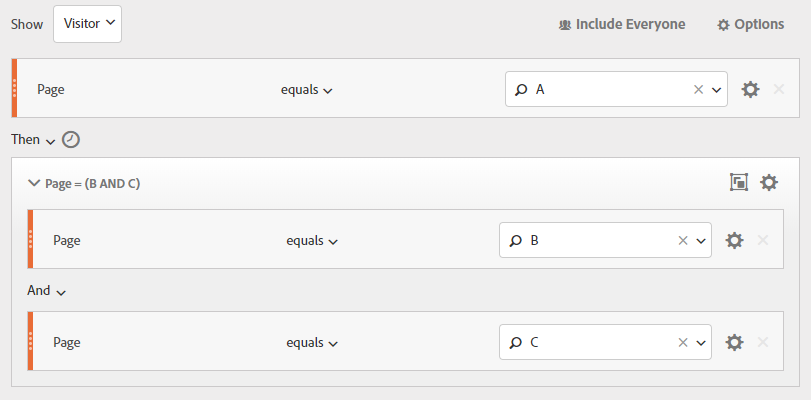 Show Visitor Include Everyone Options
Page equals A
Then
Page = (B AND C)
Page equals B
And
Page equals C